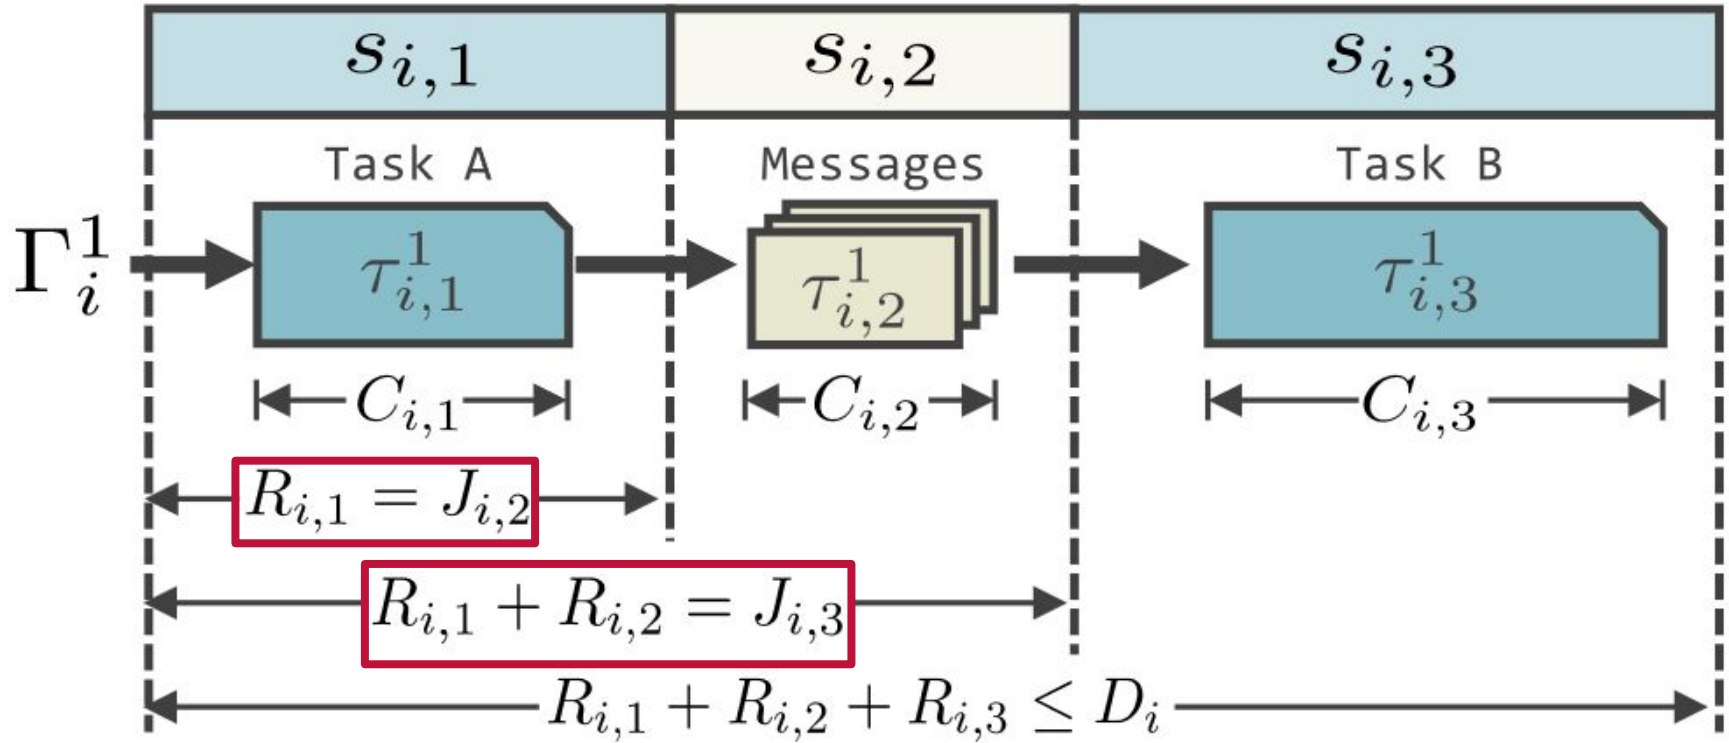 s_{i,1} s_{i,2} s_{i,3}
Task A Messages Task B
Γ_i^1 τ_{i,1}^1 τ_{i,2}^1 τ_{i,3}^1
C_{i,1} C_{i,2} C_{i,3}
R_{i,1} = J_{i,2}
R_{i,1} + R_{i,2} = J_{i,3}
R_{i,1} + R_{i,2} + R_{i,3} ≤ D_i